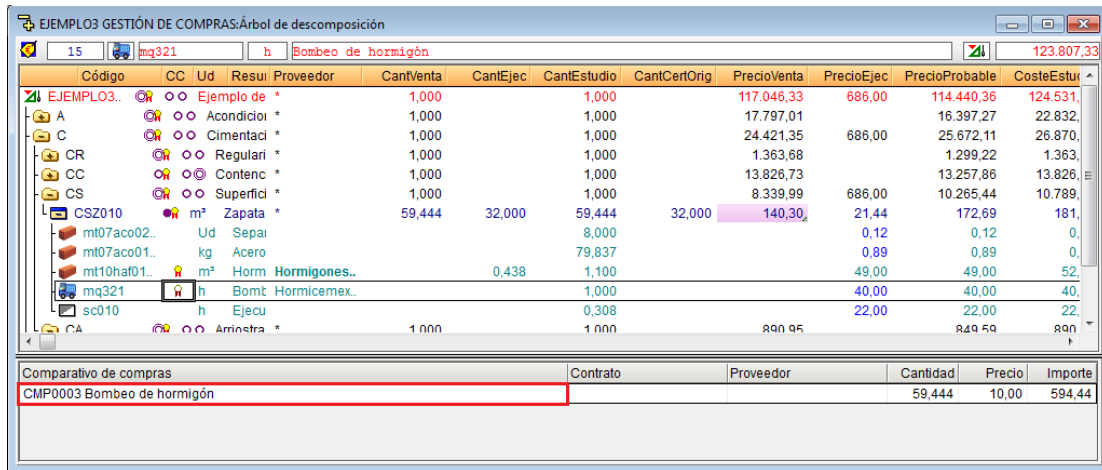 EJEMPLO3 GESTIÓN DE COMPRAS:Árbol de descomposición
15 mq321 h Bombeo de hormigón 123.807,33
Código CC Ud Resui Proveedor CantVenta CantEjec CantEstudio CantCertOrig PrecioVenta PrecioEjec PrecioProbable CosteEstuc
EJEMPLO3.. Ejemplo de * 1,000 1,000 117.046,33 686,00 114.440,36 124.531,
A Acondicior * 1,000 1,000 17.797,01 16.397,27 22.832,
C Cimentaci * 1,000 1,000 24.421,35 686,00 25.672,11 26.870,
CR Regulari * 1,000 1,000 1.363,68 1.299,22 1.363,
CC Contenc * 1,000 1,000 13.826,73 13.257,86 13.826,
CS Superfici * 1,000 1,000 8.339,99 686,00 10.265,44 10.789,
CSZ010 m³ Zapata * 59,444 32,000 59,444 32,000 140,30 21,44 172,69 181,
mt07aco02.. Ud Sepai 8,000 0,12 0,12 0,
mt07aco01.. kg Acero 79,837 0,89 0,89 0,
mt10haf01.. m³ Horm Hormigones.. 0,438 1,100 49,00 49,00 52,
mq321 h Bomb Hormicemex.. 1,000 40,00 40,00 40,
sc010 h Ejecu 0,308 22,00 22,00 22,
CA Arriostra * 1,000 1,000 890,95 849,59 890
Comparativo de compras Contrato Proveedor Cantidad Precio Importe
CMP0003 Bombeo de hormigón 59,444 10,00 594,44